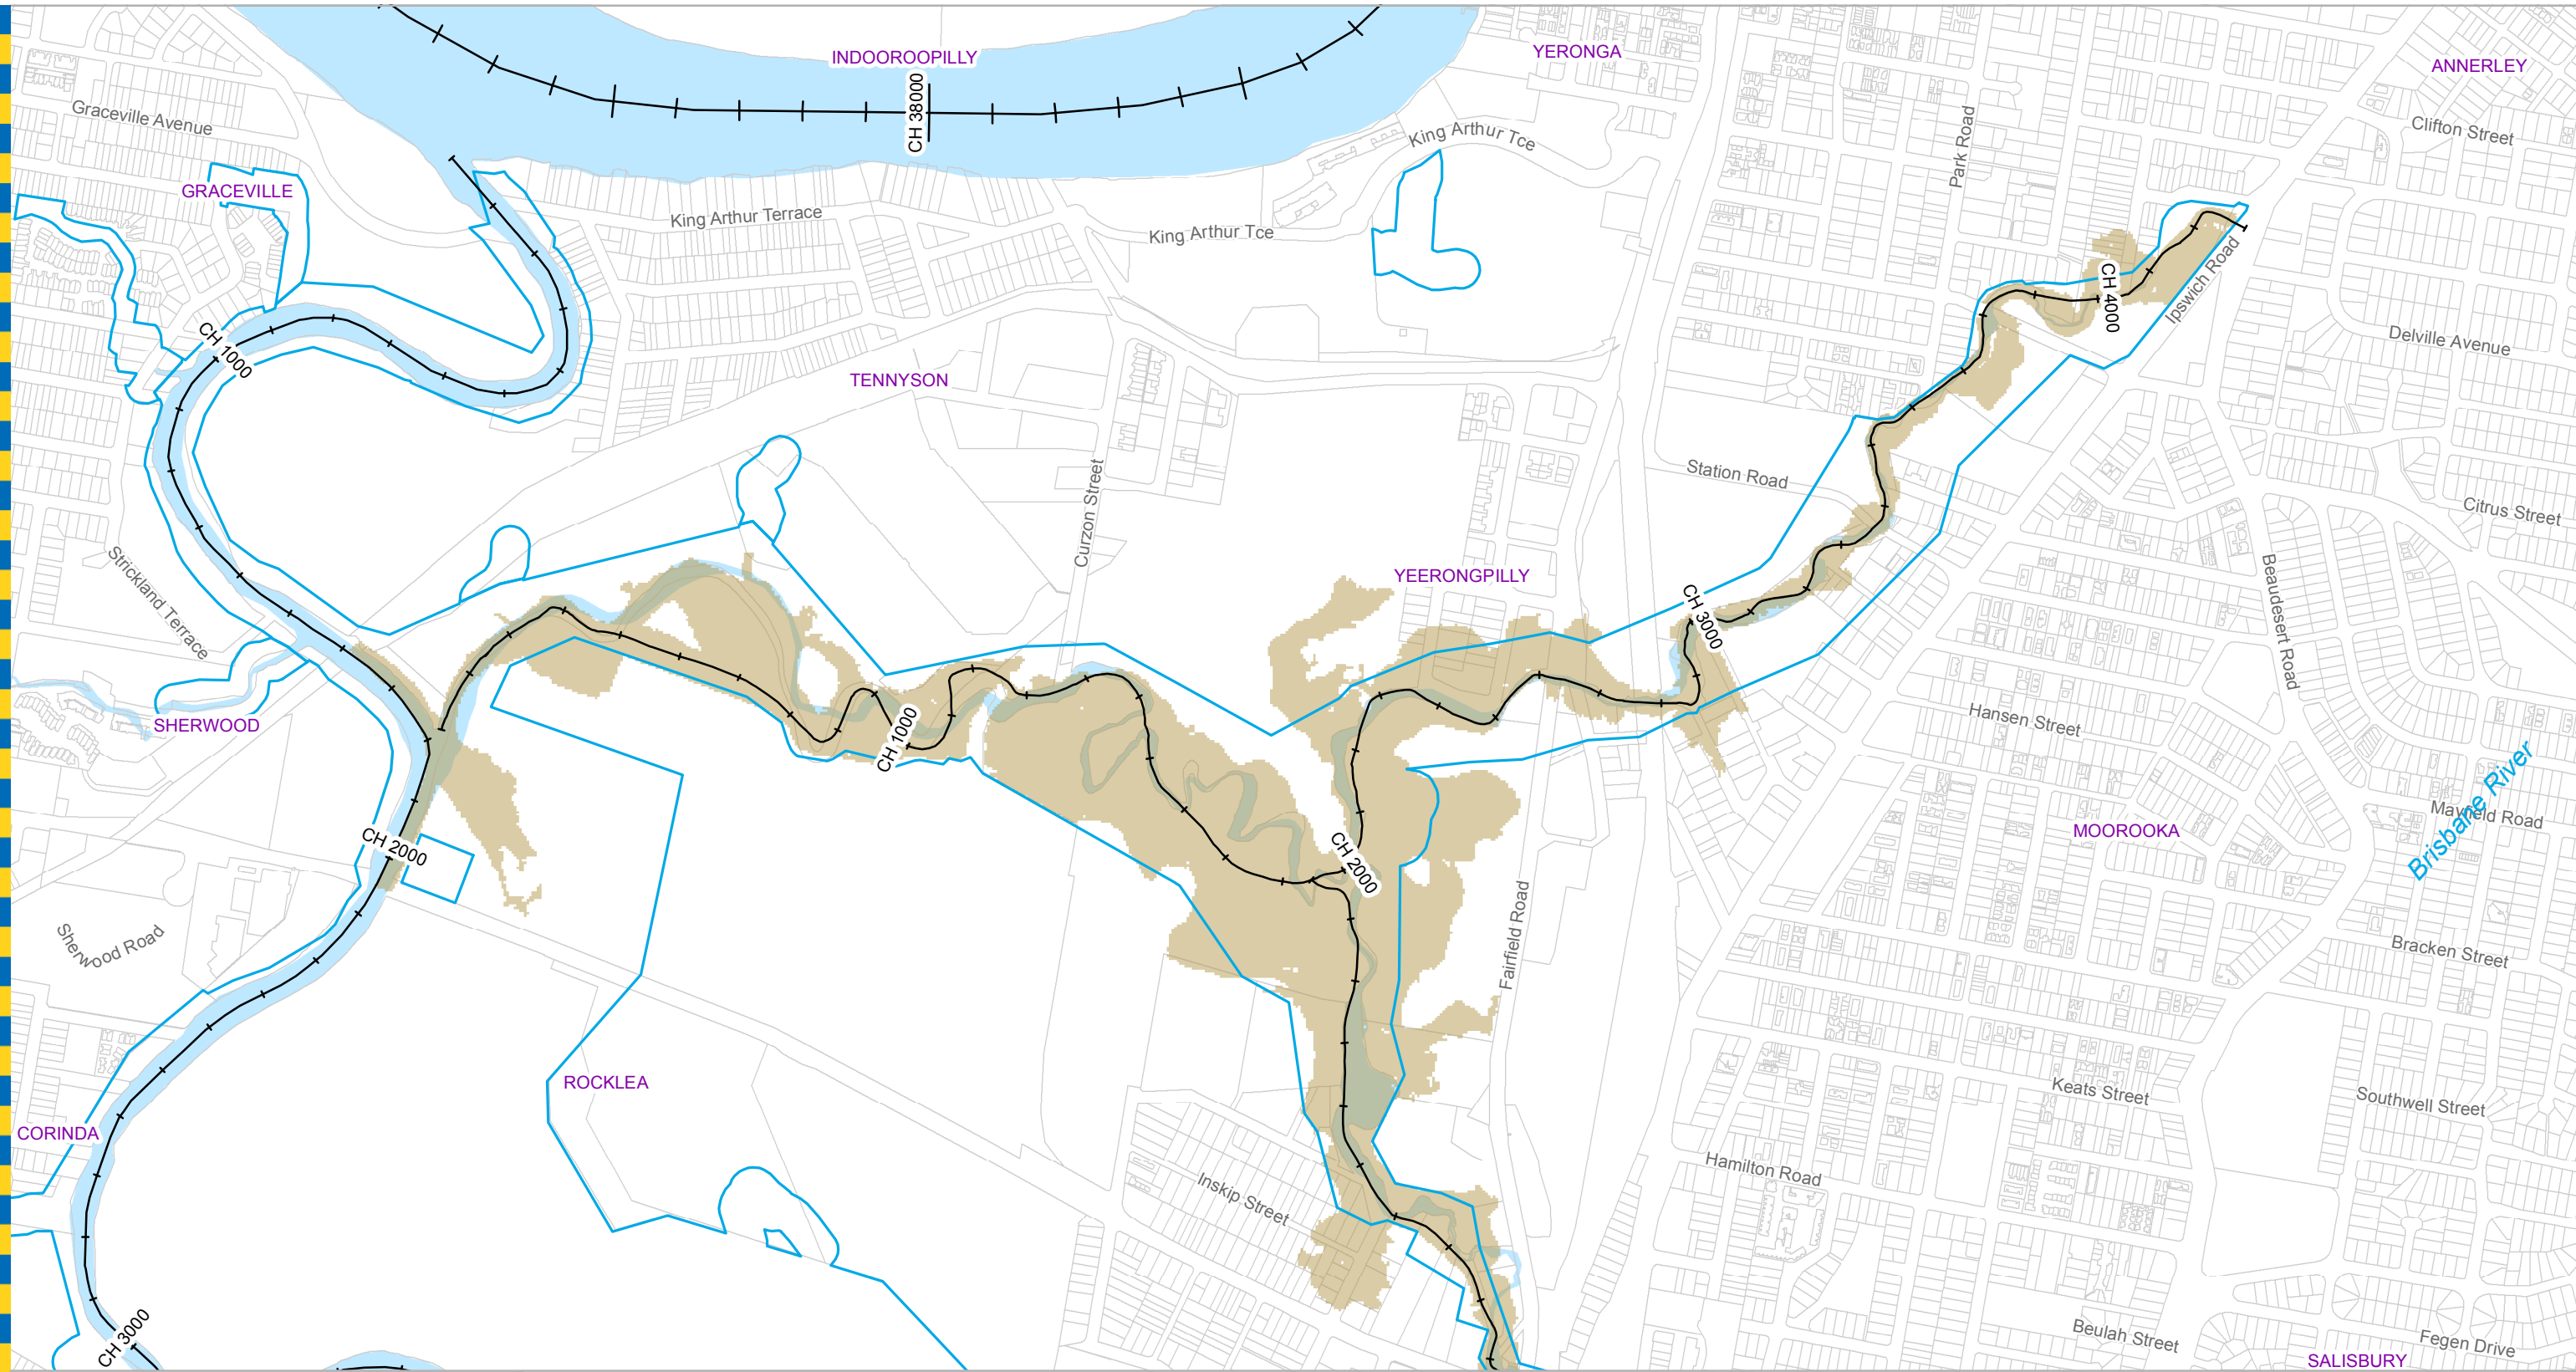 INDOOROOPILLY
YERONGA
ANNERLEY
CH 38000
Graceville Avenue
King Arthur Tce
Park Road
Clifton Street
GRACEVILLE
King Arthur Terrace
King Arthur Tce
Ipswich Road
CH 4000
CH 1000
Delville Avenue
TENNYSON
Station Road
Curzon Street
Citrus Street
Strickland Terrace
YEERONGPILLY
CH 3000
Beaudesert Road
SHERWOOD
CH 1000
Hansen Street
Brisbane River
Mayfield Road
MOOROOKA
CH 2000
CH 2000
Sherwood Road
Fairfield Road
Bracken Street
ROCKLEA
Keats Street
Southwell Street
CORINDA
Inskip Street
Hamilton Road
CH 3000
Beulah Street
Fegen Drive
SALISBURY